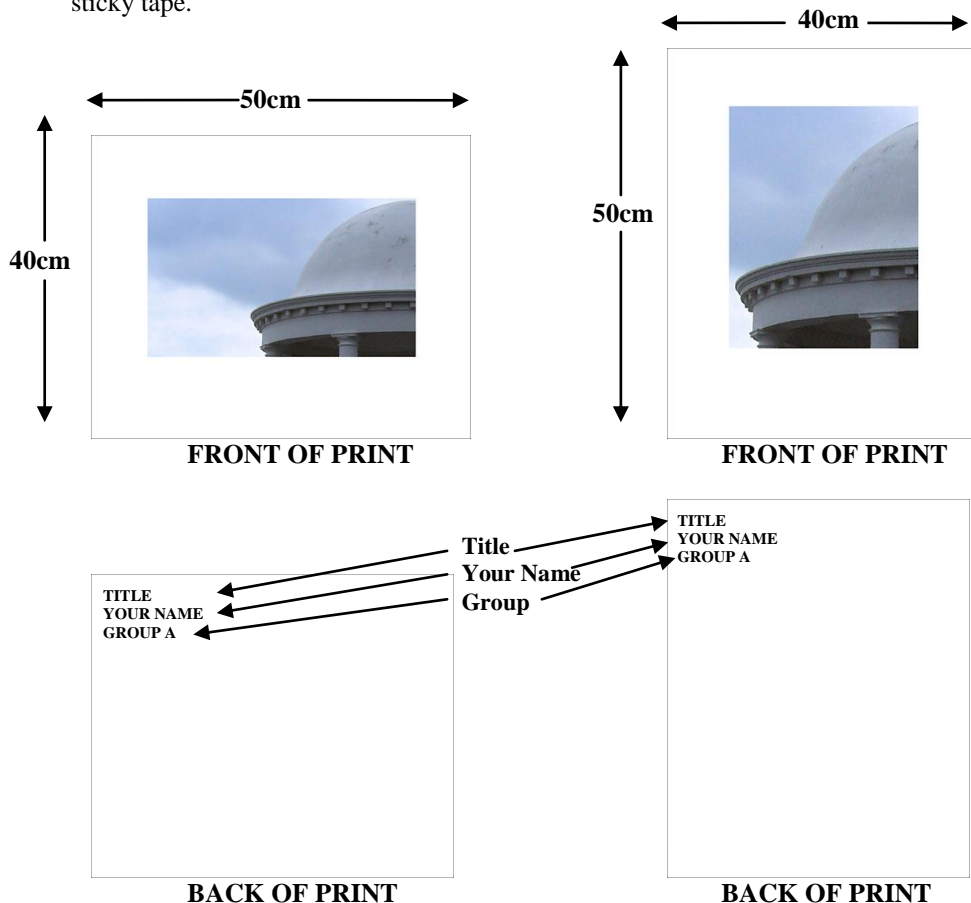 sticky tape.
40cm
50cm
50cm
40cm
FRONT OF PRINT
FRONT OF PRINT
TITLE
YOUR NAME
GROUP A
Title
Your Name
Group
TITLE
YOUR NAME
GROUP A
BACK OF PRINT
BACK OF PRINT